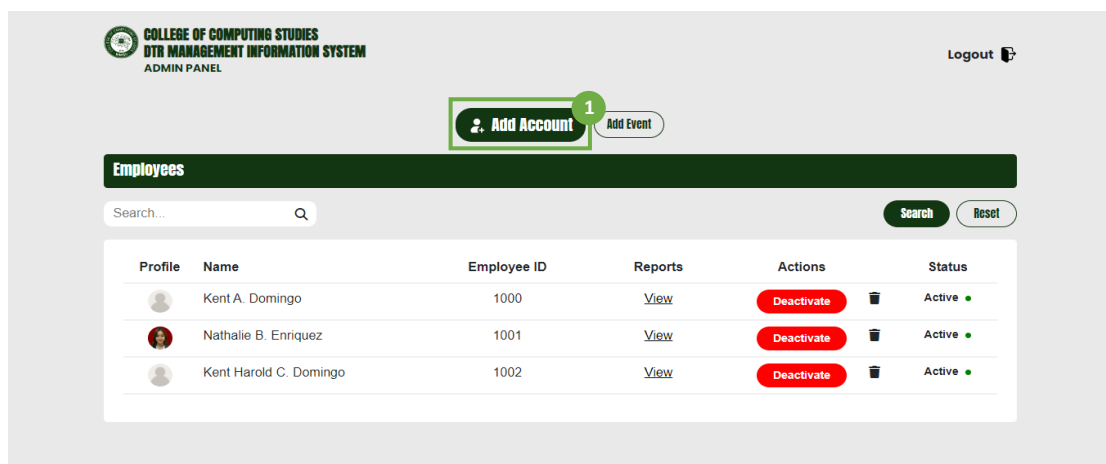 COLLEGE OF COMPUTING STUDIES
DTR MANAGEMENT INFORMATION SYSTEM
ADMIN PANEL
Logout
Add Account
1
Add Event
Employees
Search...
Search
Reset
Profile Name Employee ID Reports Actions Status
Kent A. Domingo 1000 View Deactivate Active
Nathalie B. Enriquez 1001 View Deactivate Active
Kent Harold C. Domingo 1002 View Deactivate Active